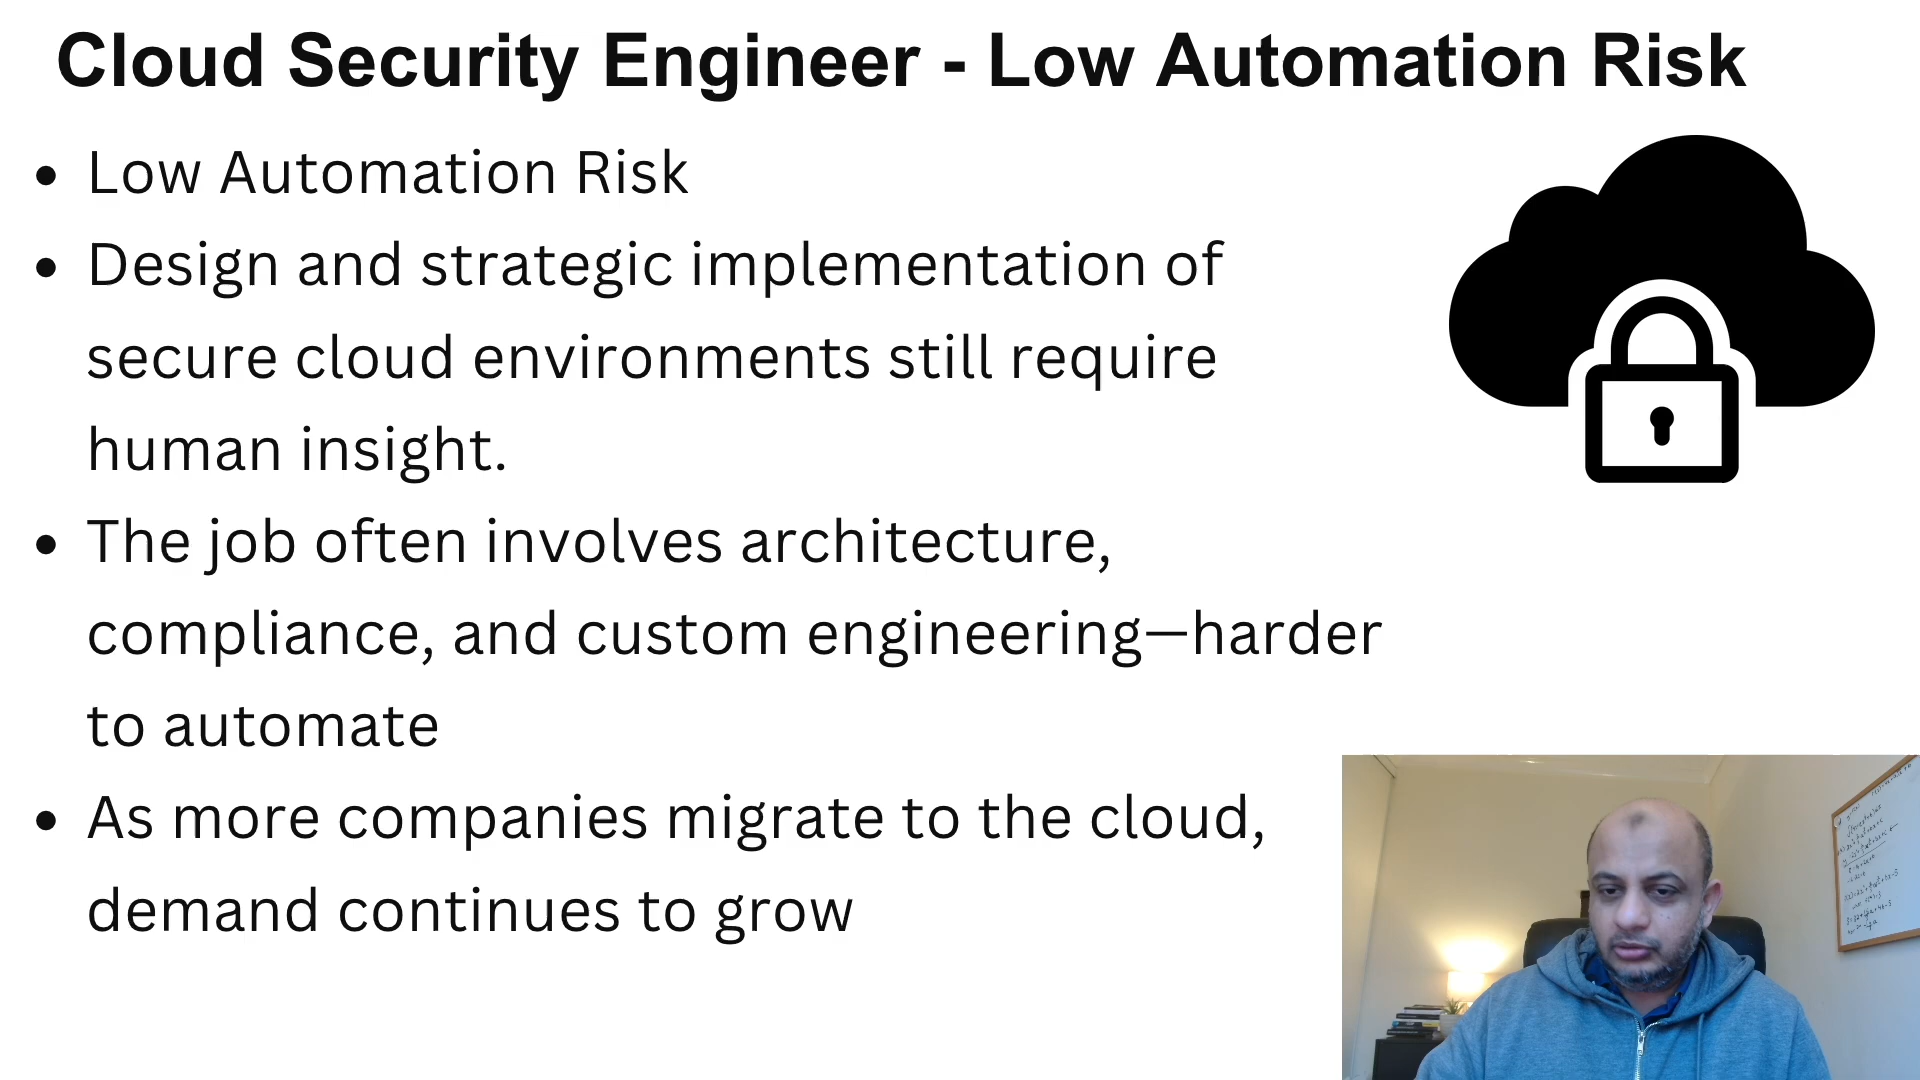 Cloud Security Engineer - Low Automation Risk
• Low Automation Risk
• Design and strategic implementation of
secure cloud environments still require
human insight.
• The job often involves architecture,
compliance, and custom engineering—harder
to automate
• As more companies migrate to the cloud,
demand continues to grow